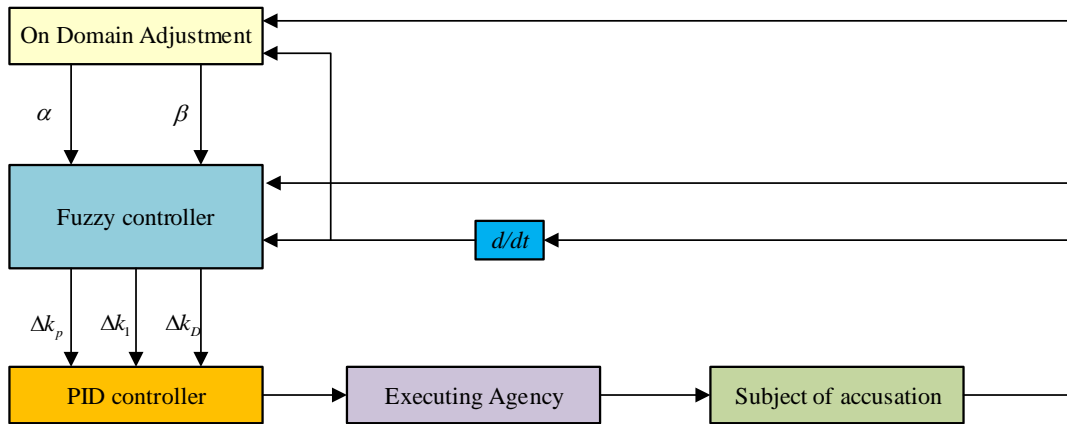 On Domain Adjustment
α
β
Fuzzy controller
d/dt
Δk_p
Δk_1
Δk_D
PID controller
Executing Agency
Subject of accusation